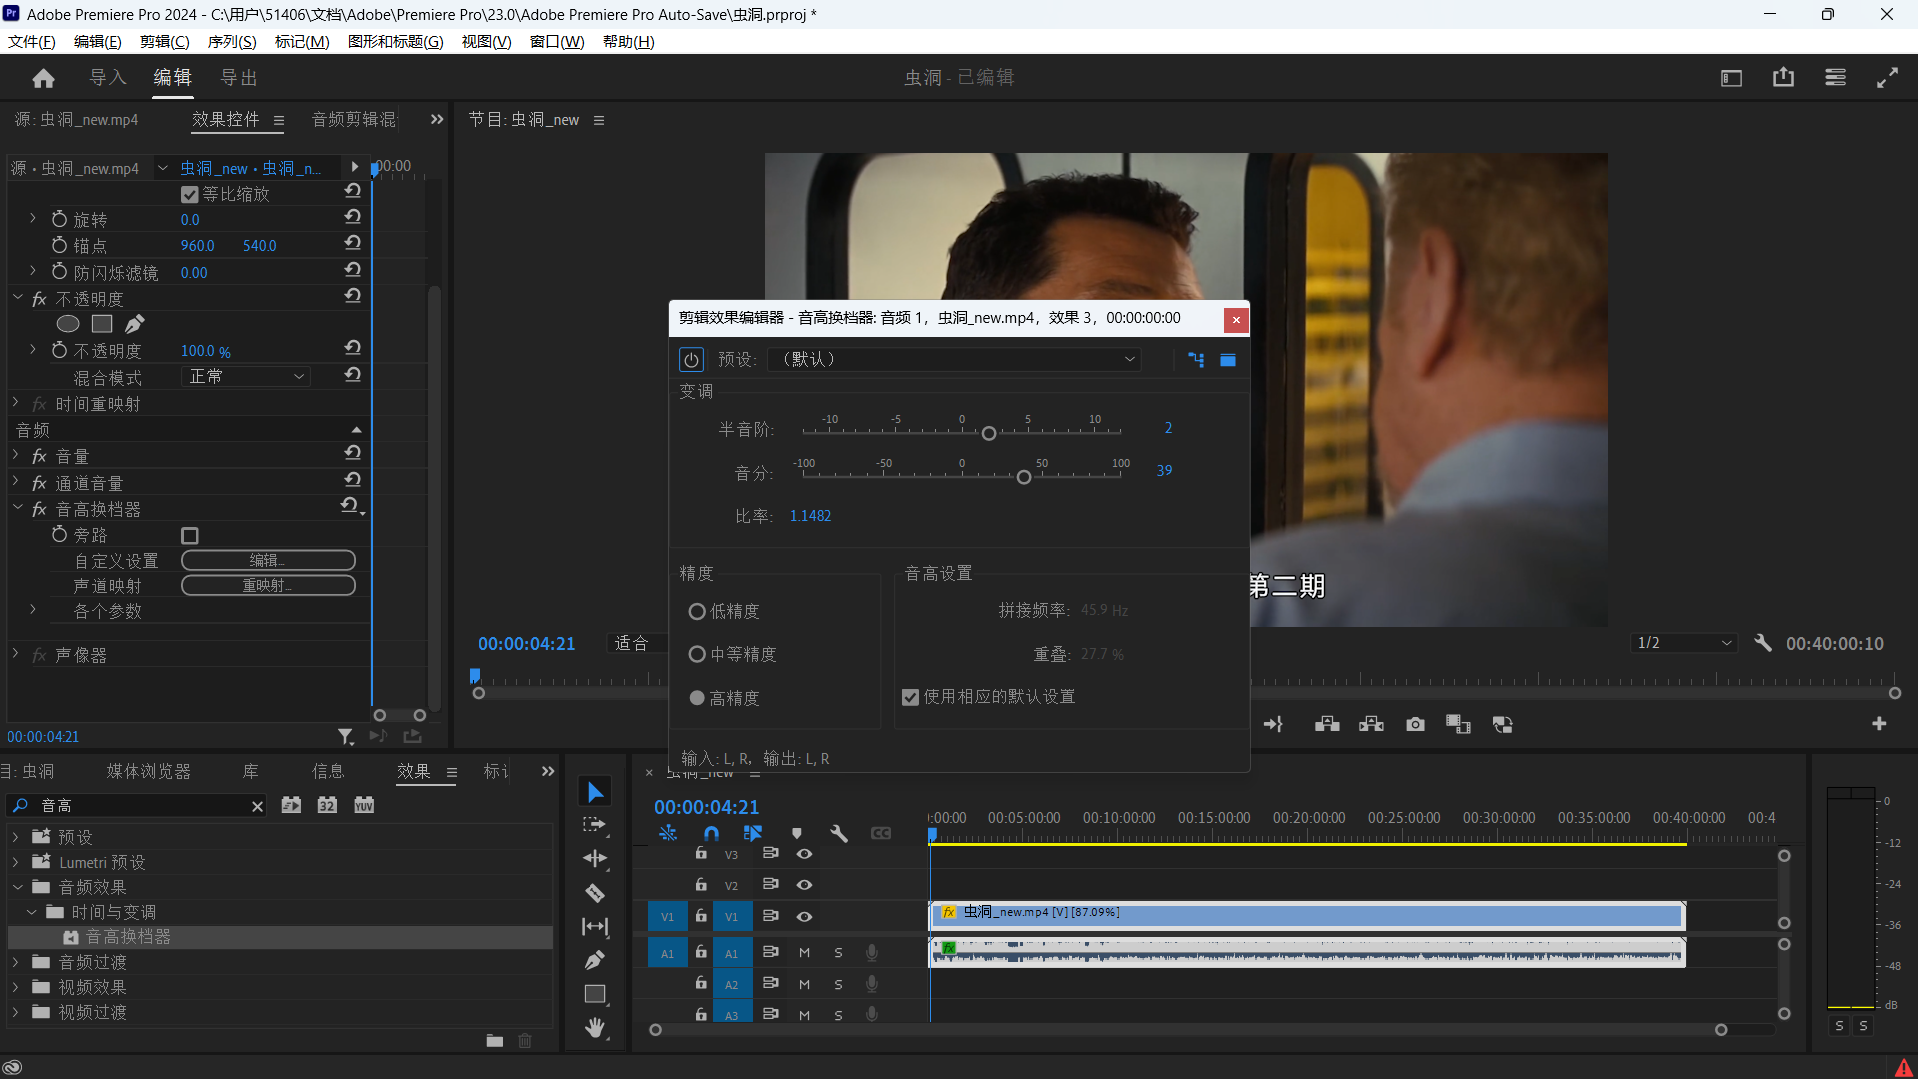 Adobe Premiere Pro 2024 - C:\用户\51406\文档\Adobe\Premiere Pro\23.0\Adobe Premiere Pro Auto-Save\虫洞.prproj *
文件(F) 编辑(E) 剪辑(C) 序列(S) 标记(M) 图形和标题(G) 视图(V) 窗口(W) 帮助(H)
导入 编辑 导出
虫洞 - 已编辑
源: 虫洞_new.mp4 效果控件 音频剪辑混
源・虫洞_new.mp4 虫洞_new・虫洞_n...
00:00
等比缩放
旋转 0.0
锚点 960.0 540.0
防闪烁滤镜 0.00
fx 不透明度
不透明度 100.0 %
混合模式 正常
fx 时间重映射
音频
fx 音量
fx 通道音量
fx 音高换档器
旁路
自定义设置 编辑...
声道映射 重映射...
各个参数
fx 声像器
00:00:04:21
节目: 虫洞_new
第二期
00:00:04:21 适合
1/2 00:40:00:10
剪辑效果编辑器 - 音高换档器: 音频 1，虫洞_new.mp4，效果 3，00:00:00:00
预设: （默认）
变调
半音阶: -10 -5 0 5 10 2
音分: -100 -50 0 50 100 39
比率: 1.1482
精度
低精度
中等精度
高精度
音高设置
拼接频率: 45.9 Hz
重叠: 27.7 %
使用相应的默认设置
输入: L, R，输出: L, R
目: 虫洞 媒体浏览器 库 信息 效果
音高
32 YUV
预设
Lumetri 预设
音频效果
时间与变调
音高换档器
音频过渡
视频效果
视频过渡
虫洞_new
00:00:04:21
:00:00 00:05:00:00 00:10:00:00 00:15:00:00 00:20:00:00 00:25:00:00 00:30:00:00 00:35:00:00 00:40:00:00 00:4
CC
V3
V2
V1 V1
fx 虫洞_new.mp4 [V] [87.09%]
A1 A1 M S
fx
A2 M S
A3 M S
0
-12
-24
-36
-48
dB
S S